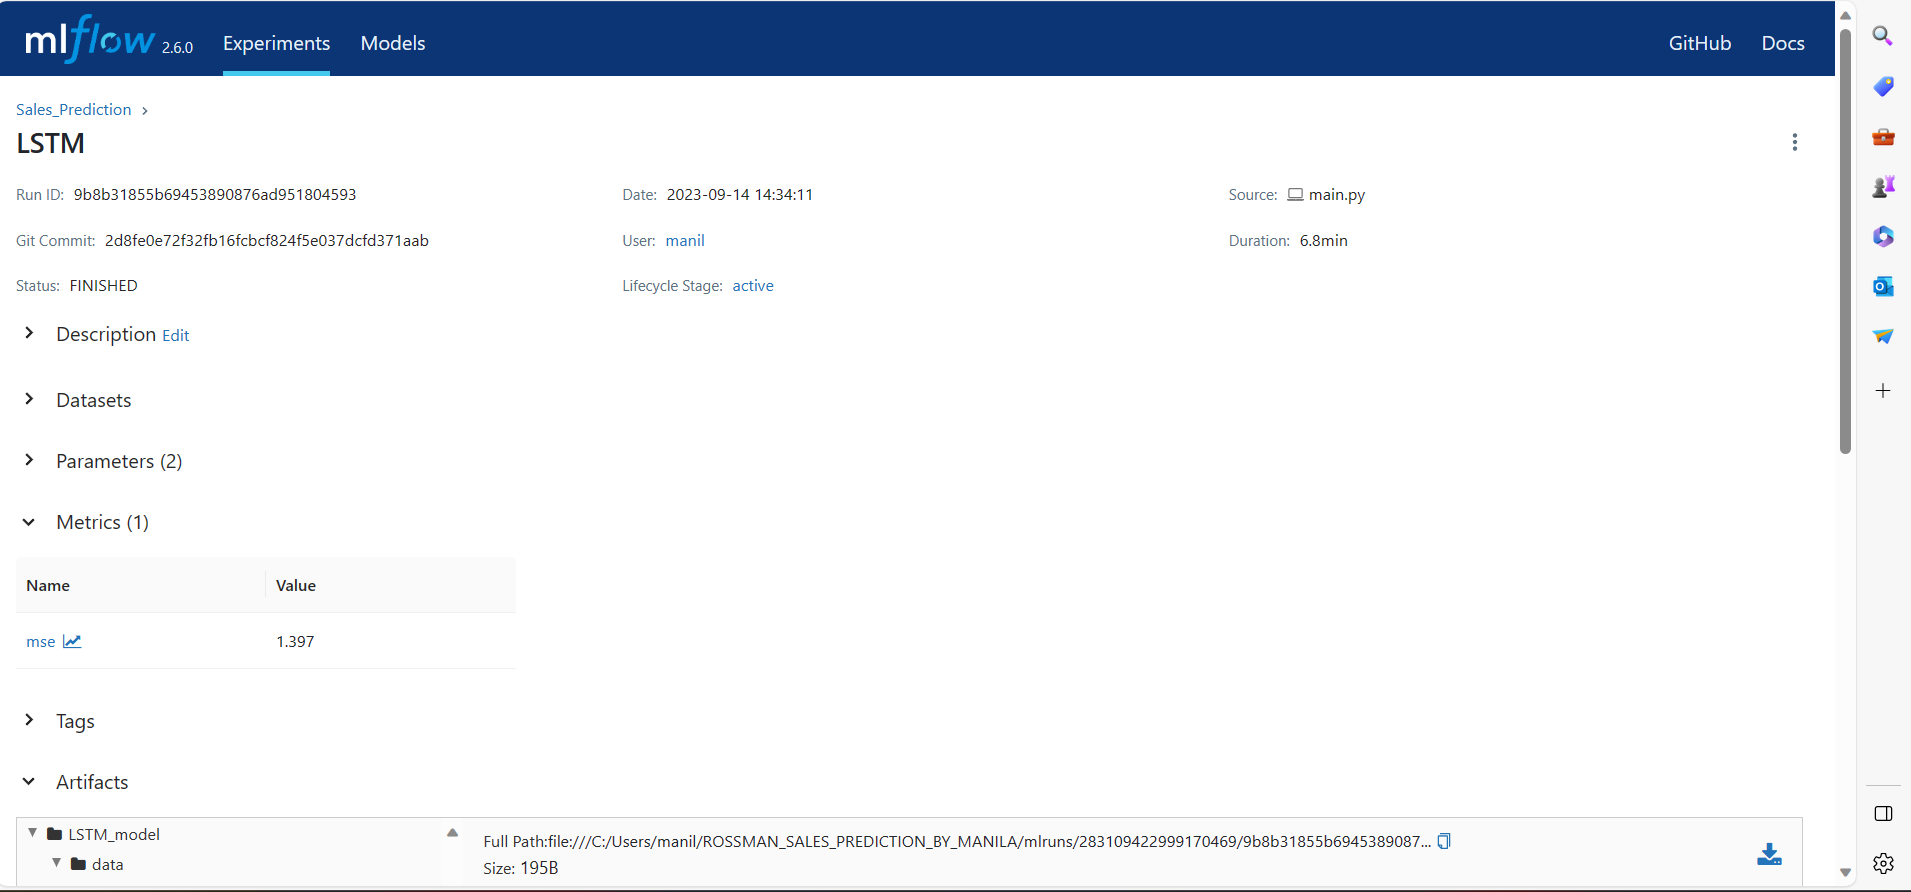 mlflow 2.6.0 Experiments Models GitHub Docs
Sales_Prediction
LSTM
Run ID: 9b8b31855b69453890876ad951804593 Date: 2023-09-14 14:34:11 Source: main.py
Git Commit: 2d8fe0e72f32fb16fcbcf824f5e037dcfd371aab User: manil Duration: 6.8min
Status: FINISHED Lifecycle Stage: active
Description Edit
Datasets
Parameters (2)
Metrics (1)
Name Value
mse 1.397
Tags
Artifacts
LSTM_model
data
Full Path:file:///C:/Users/manil/ROSSMAN_SALES_PREDICTION_BY_MANILA/mlruns/283109422999170469/9b8b31855b6945389087...
Size: 195B